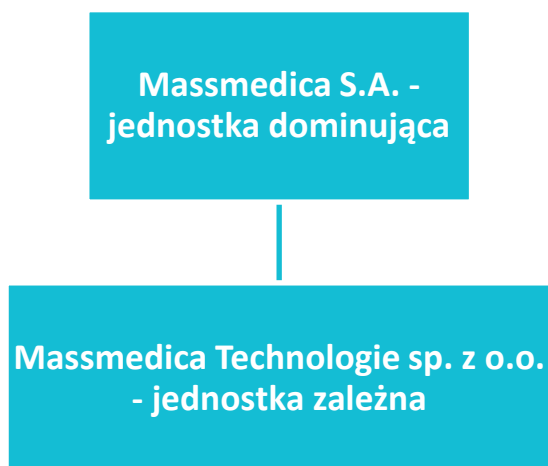 Massmedica S.A. -
jednostka dominująca
Massmedica Technologie sp. z o.o.
- jednostka zależna